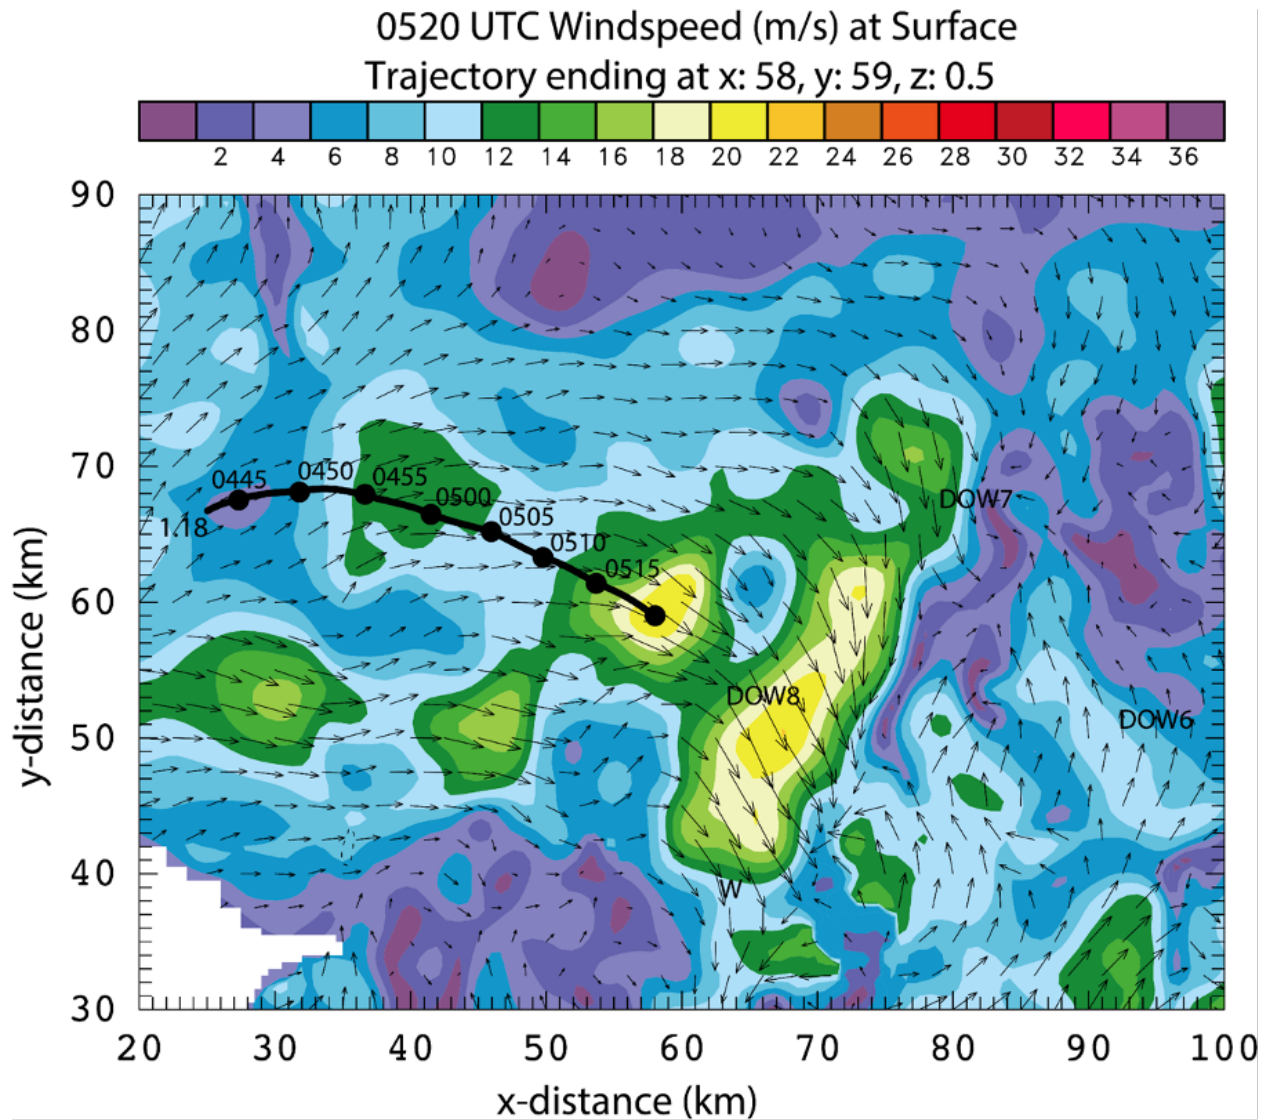 0520 UTC Windspeed (m/s) at Surface
Trajectory ending at x: 58, y: 59, z: 0.5
2 4 6 8 10 12 14 16 18 20 22 24 26 28 30 32 34 36
90
80
70
60
50
40
30
y-distance (km)
0445
0450
0455
0500
0505
0510
0515
1.18
DOW7
DOW8
DOW6
W
20 30 40 50 60 70 80 90 100
x-distance (km)